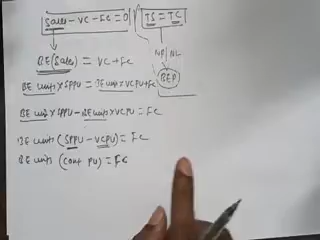 Sales - VC - FC = 0
TS = TC
NP NL
BEP
BE(Sales) = VC + FC
BE units x SPPU = BE units x VCPU + FC
BE units x SPPU - BE units x VCPU = FC
BE units (SPPU - VCPU) = FC
BE units (Cont PU) = FC